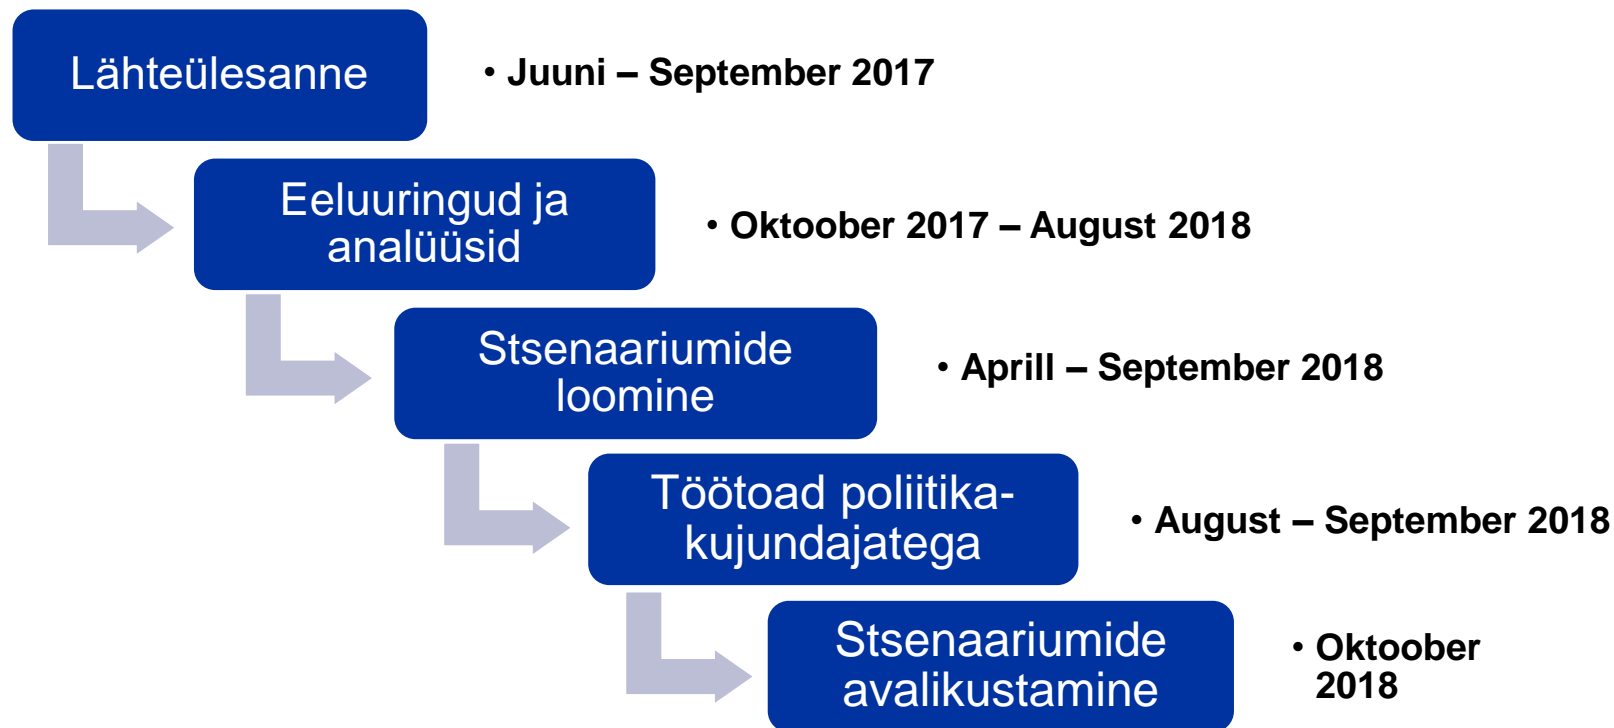 Lähteülesanne
• Juuni – September 2017
Eeluuringud ja
analüüsid
• Oktoober 2017 – August 2018
Stsenaariumide
loomine
• Aprill – September 2018
Töötoad poliitika-
kujundajatega
• August – September 2018
Stsenaariumide
avalikustamine
• Oktoober
2018